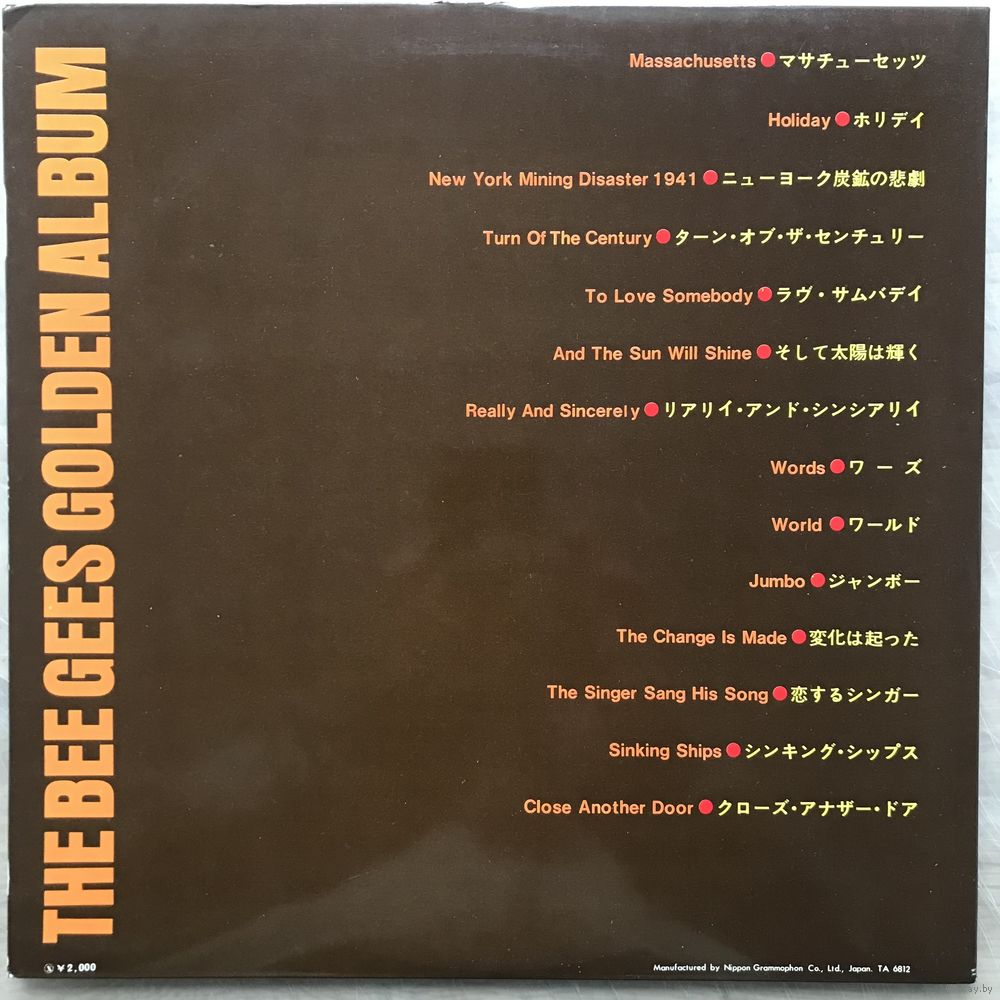 THE BEE GEES GOLDEN ALBUM
Massachusetts●マサチューセッツ
Holiday●ホリデイ
New York Mining Disaster 1941●ニューヨーク炭鉱の悲劇
Turn Of The Century●ターン・オブ・ザ・センチュリー
To Love Somebody●ラヴ・サムバデイ
And The Sun Will Shine●そして太陽は輝く
Really And Sincerely●リアリイ・アンド・シンシアリイ
Words●ワーズ
World●ワールド
Jumbo●ジャンボー
The Change Is Made●変化は起った
The Singer Sang His Song●恋するシンガー
Sinking Ships●シンキング・シップス
Close Another Door●クローズ・アナザー・ドア
¥2,000
Manufactured by Nippon Grammophon Co., Ltd., Japan. TA 6812